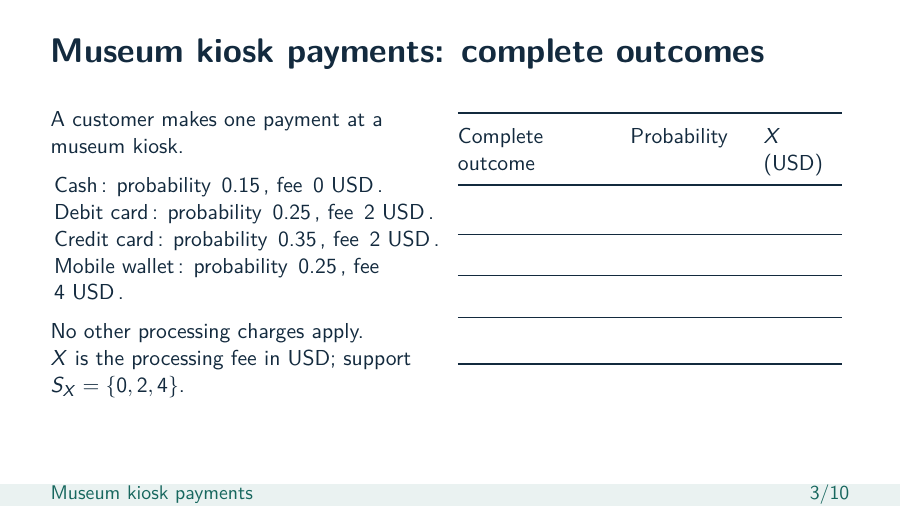 Museum kiosk payments: complete outcomes
A customer makes one payment at a
museum kiosk.
Cash: probability 0.15, fee 0 USD.
Debit card: probability 0.25, fee 2 USD.
Credit card: probability 0.35, fee 2 USD.
Mobile wallet: probability 0.25, fee
4 USD.
No other processing charges apply.
X is the processing fee in USD; support
S_X = {0, 2, 4}.
Complete outcome Probability X (USD)
Museum kiosk payments 3/10